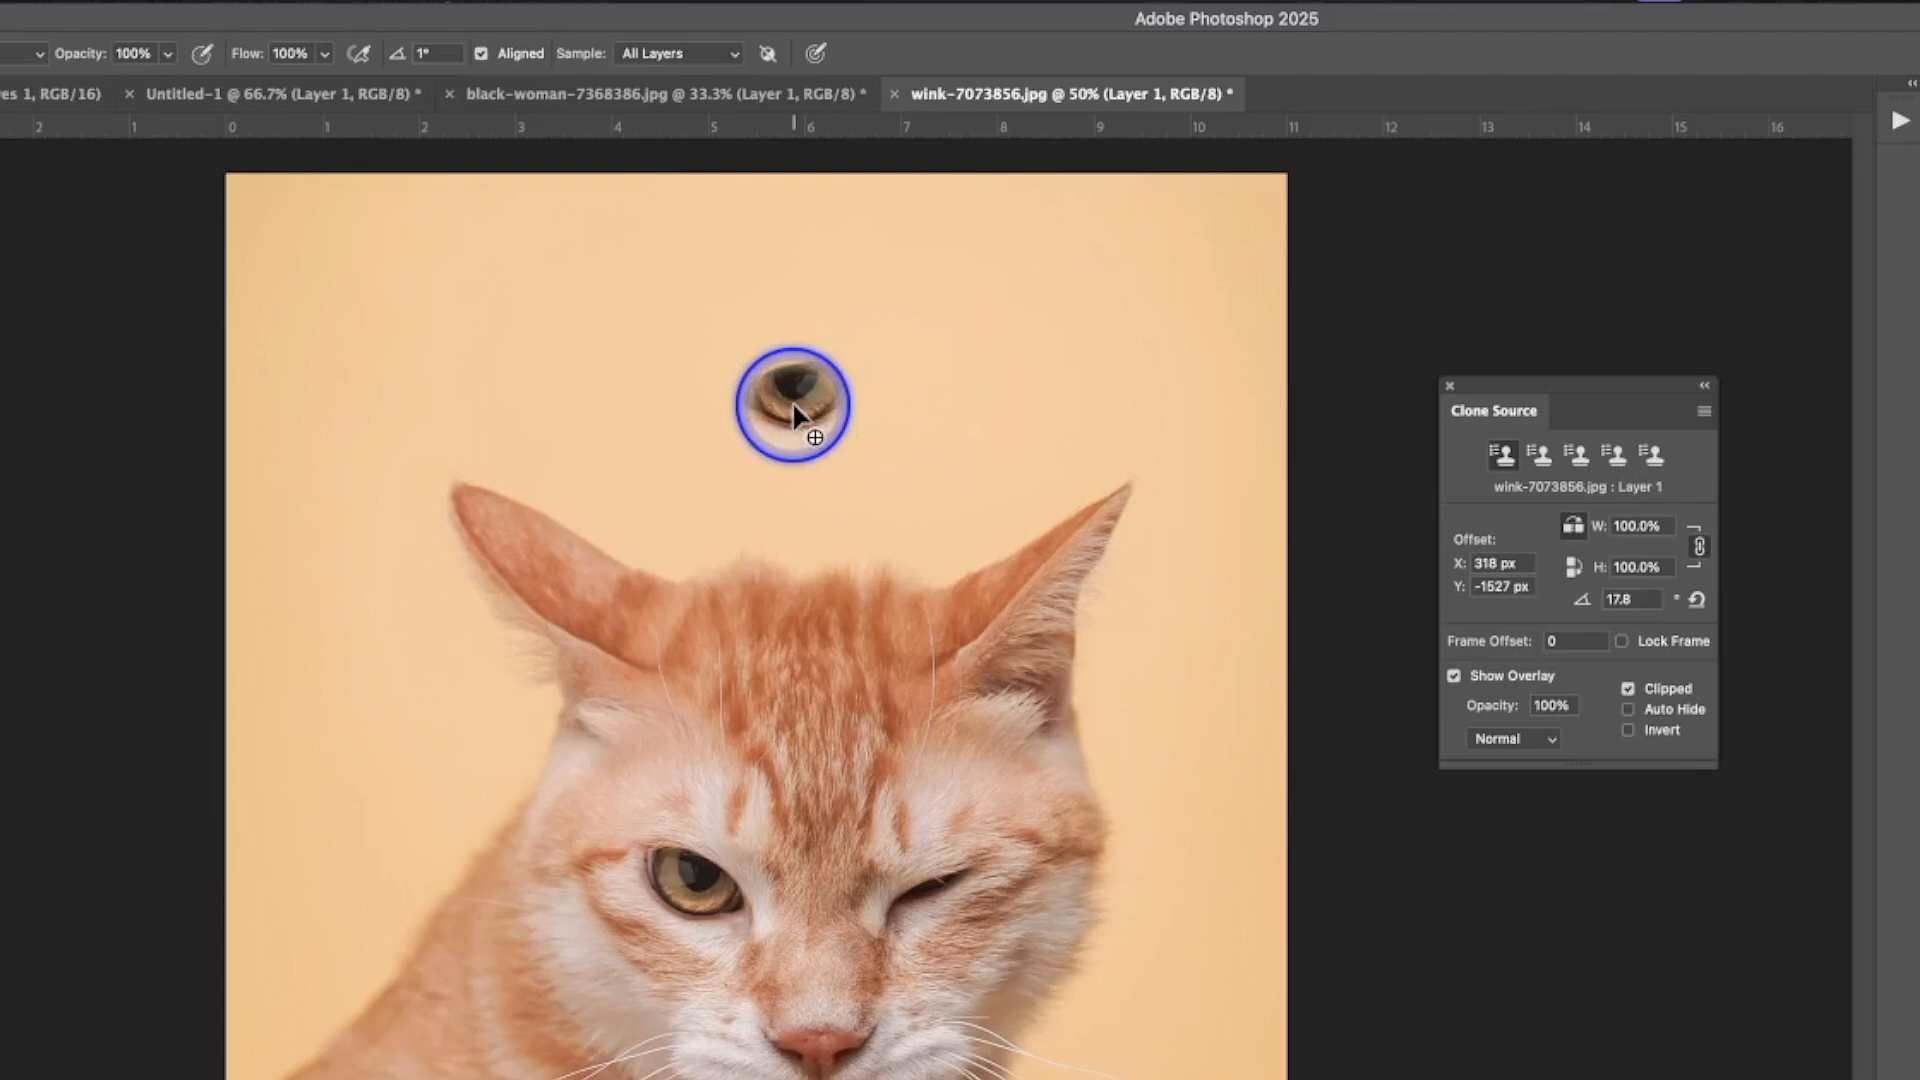 Adobe Photoshop 2025
Opacity: 100% Flow: 100% 1° Aligned Sample: All Layers
es 1, RGB/16) × Untitled-1 @ 66.7% (Layer 1, RGB/8) * × black-woman-7368386.jpg @ 33.3% (Layer 1, RGB/8) * × wink-7073856.jpg @ 50% (Layer 1, RGB/8) *
2 1 0 1 2 3 4 5 6 7 8 9 10 11 12 13 14 15 16
Clone Source
wink-7073856.jpg : Layer 1
W: 100.0%
Offset:
X: 318 px H: 100.0%
Y: -1527 px
17.8 °
Frame Offset: 0 Lock Frame
Show Overlay
Clipped
Opacity: 100% Auto Hide
Invert
Normal